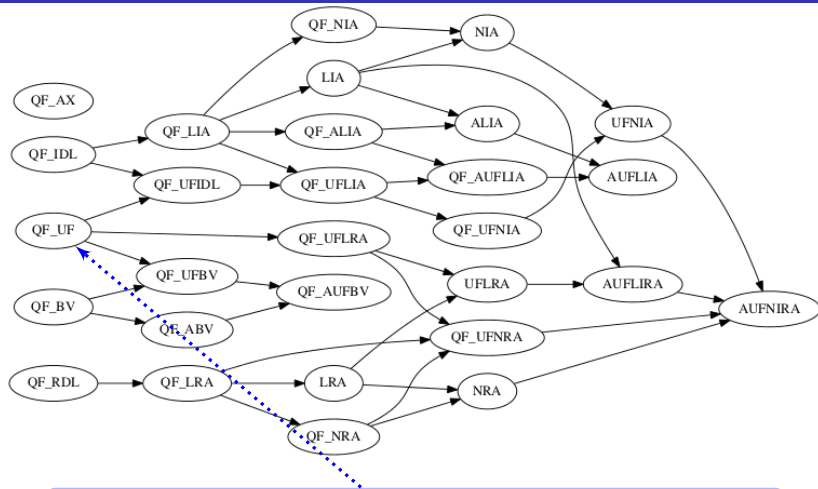 QF_NIA
NIA
LIA
QF_AX
QF_LIA
QF_ALIA
ALIA
UFNIA
QF_IDL
QF_UFIDL
QF_UFLIA
QF_AUFLIA
AUFLIA
QF_UF
QF_UFLRA
QF_UFNIA
QF_UFBV
QF_AUFBV
UFLRA
AUFLIRA
QF_BV
QF_ABV
QF_UFNRA
AUFNIRA
QF_RDL
QF_LRA
LRA
NRA
QF_NRA